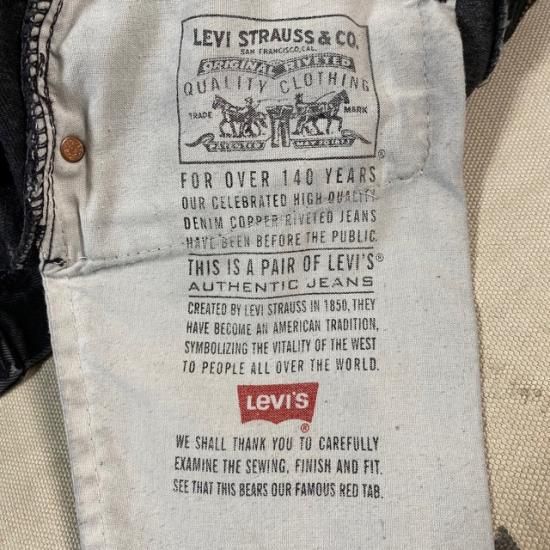 LEVI STRAUSS & CO.
SAN FRANCISCO, CAL.
ORIGINAL RIVETED
QUALITY CLOTHING
TRADE MARK
PATENTED MAY 20 1873
®
FOR OVER 140 YEARS
OUR CELEBRATED HIGH QUALITY
DENIM COPPER RIVETED JEANS
HAVE BEEN BEFORE THE PUBLIC.
THIS IS A PAIR OF LEVI'S®
AUTHENTIC JEANS
CREATED BY LEVI STRAUSS IN 1850, THEY
HAVE BECOME AN AMERICAN TRADITION,
SYMBOLIZING THE VITALITY OF THE WEST
TO PEOPLE ALL OVER THE WORLD.
LEVI'S
®
WE SHALL THANK YOU TO CAREFULLY
EXAMINE THE SEWING, FINISH AND FIT.
SEE THAT THIS BEARS OUR FAMOUS RED TAB.